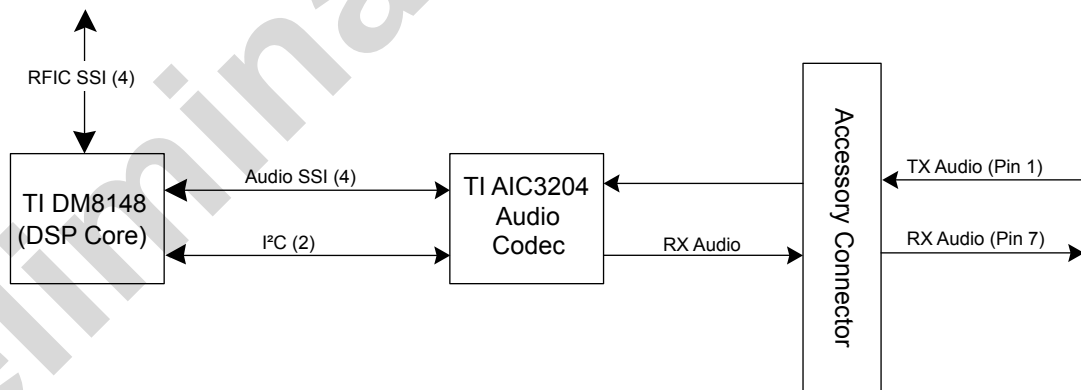 RFIC SSI (4)
TI DM8148
(DSP Core)
Audio SSI (4)
I²C (2)
TI AIC3204
Audio
Codec
RX Audio
Accessory Connector
TX Audio (Pin 1)
RX Audio (Pin 7)